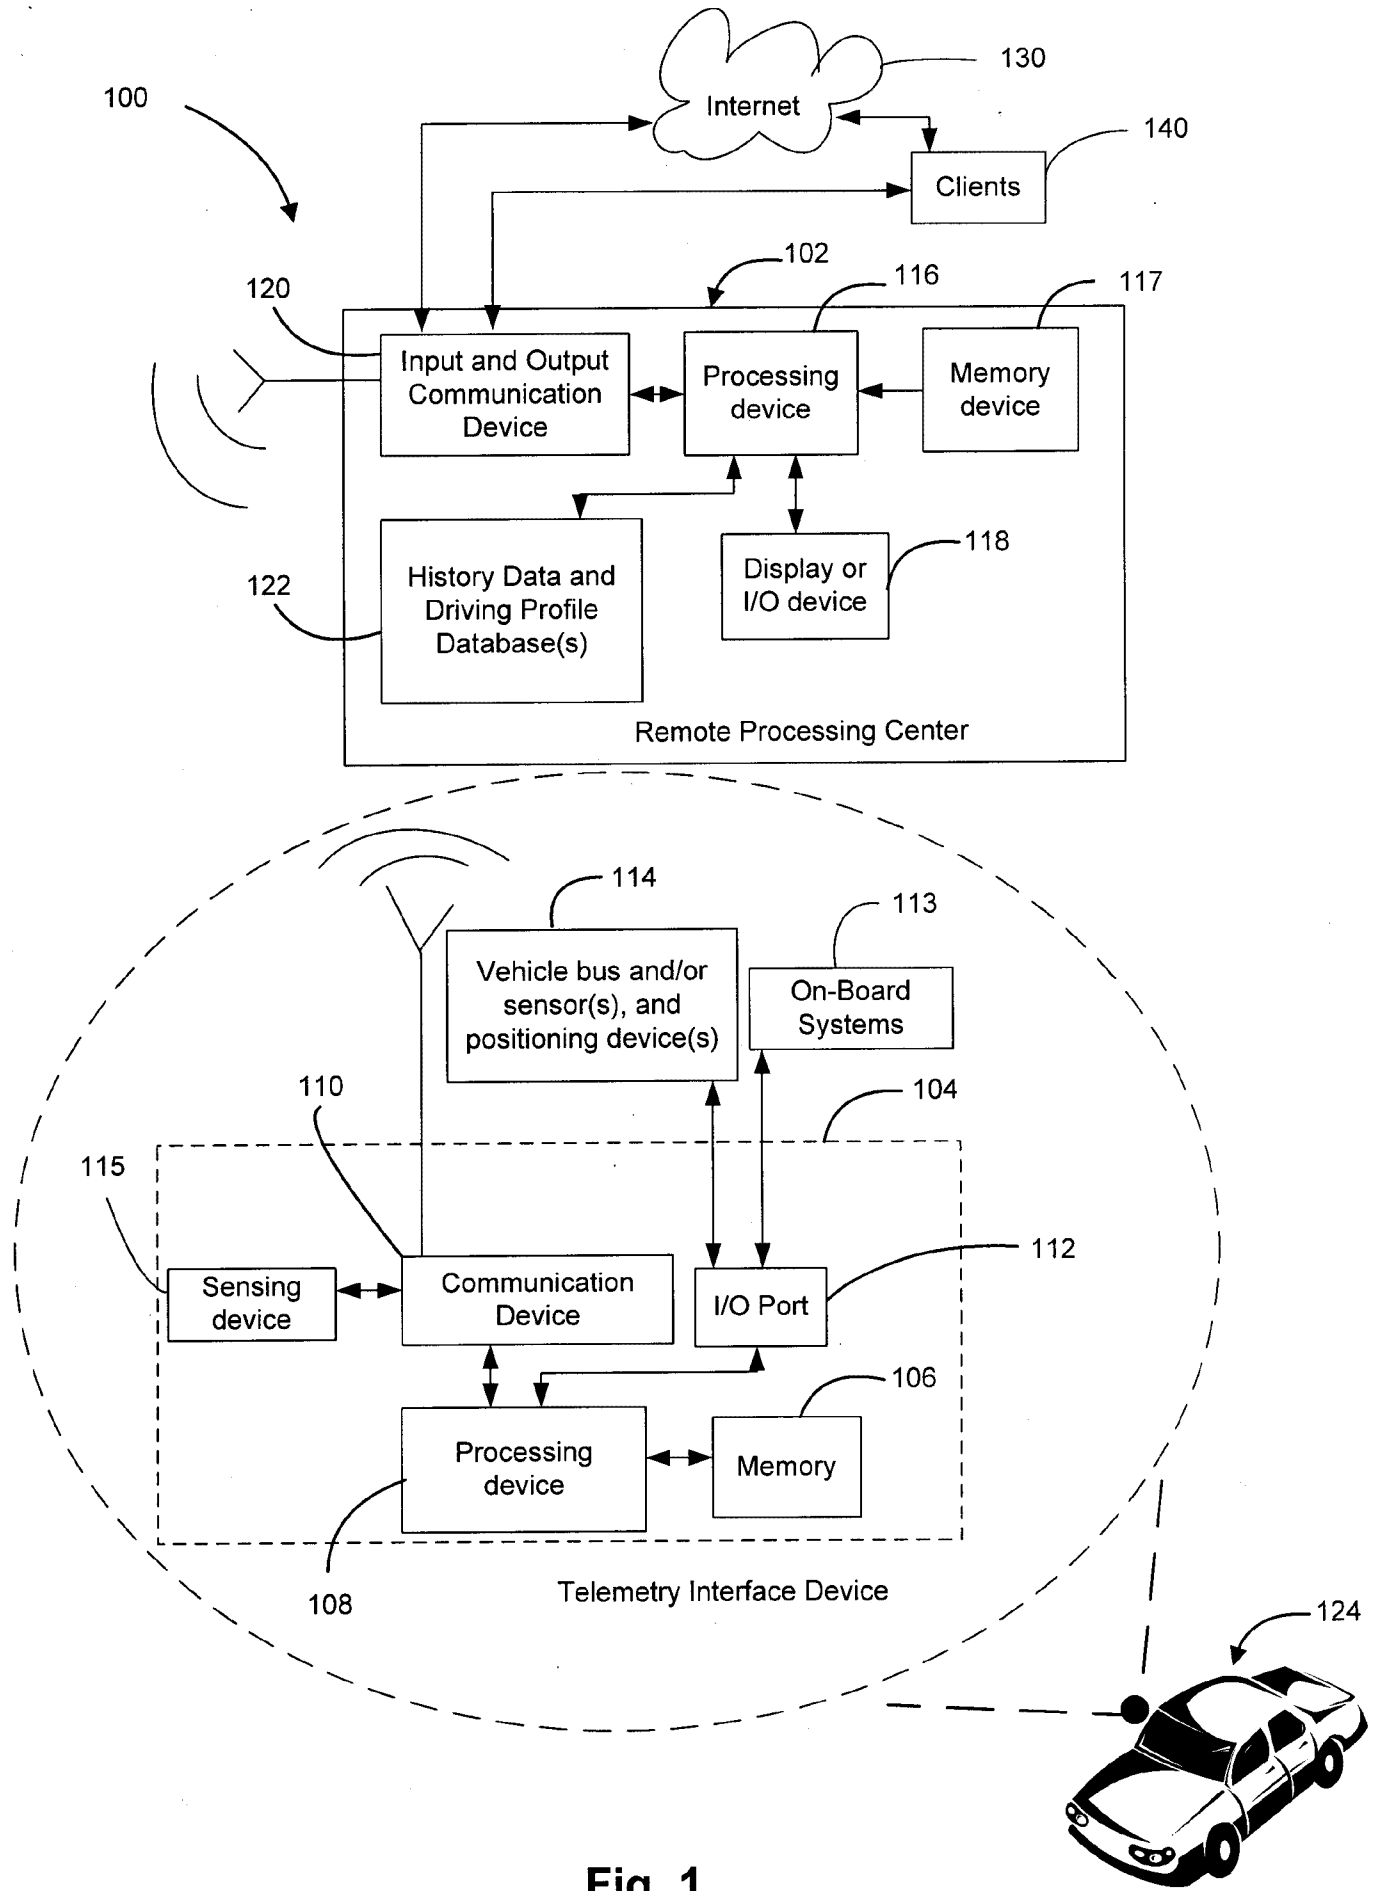 130
100
Internet
140
Clients
102
116
117
120
Input and Output
Communication
Device
Processing
device
Memory
device
118
Display or
I/O device
122
History Data and
Driving Profile
Database(s)
Remote Processing Center
114
113
Vehicle bus and/or
sensor(s), and
positioning device(s)
On-Board
Systems
110
104
115
112
Sensing
device
Communication
Device
I/O Port
106
Processing
device
Memory
108
Telemetry Interface Device
124
Fig. 1